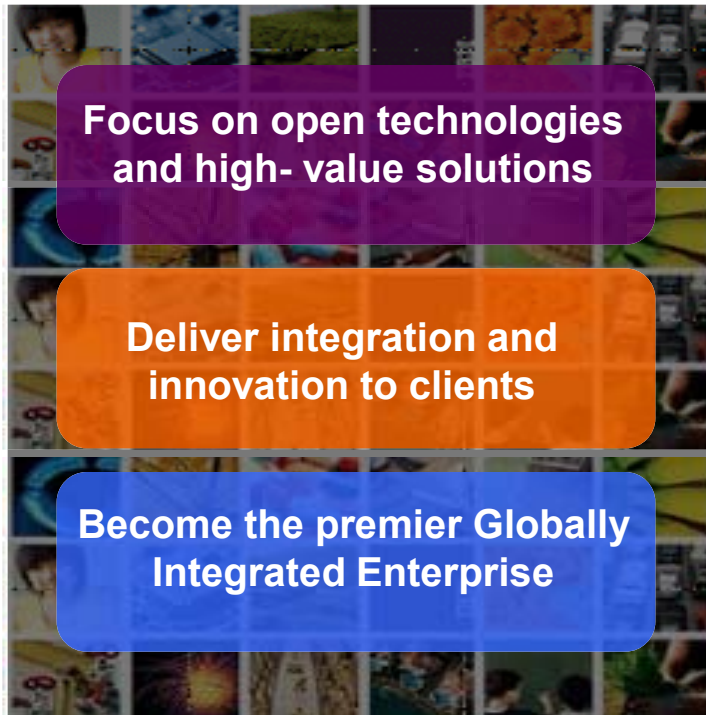 Focus on open technologies
and high- value solutions
Deliver integration and
innovation to clients
Become the premier Globally
Integrated Enterprise